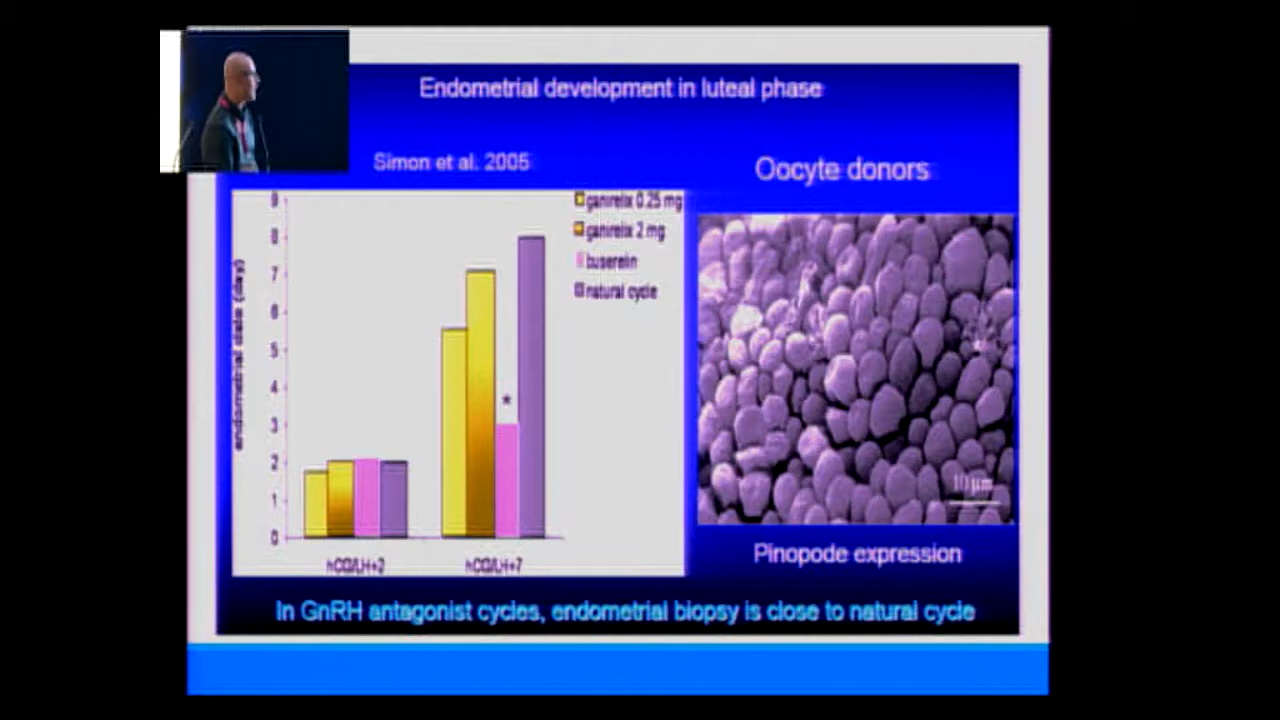 Endometrial development in luteal phase
Simon et al. 2005
Oocyte donors
ganirelix 0.25 mg
ganirelix 2 mg
buserelin
natural cycle
endometrial date (day)
9
8
7
6
5
4
3
2
1
0
*
hCG/LH+2
hCG/LH+7
10 µm
Pinopode expression
In GnRH antagonist cycles, endometrial biopsy is close to natural cycle